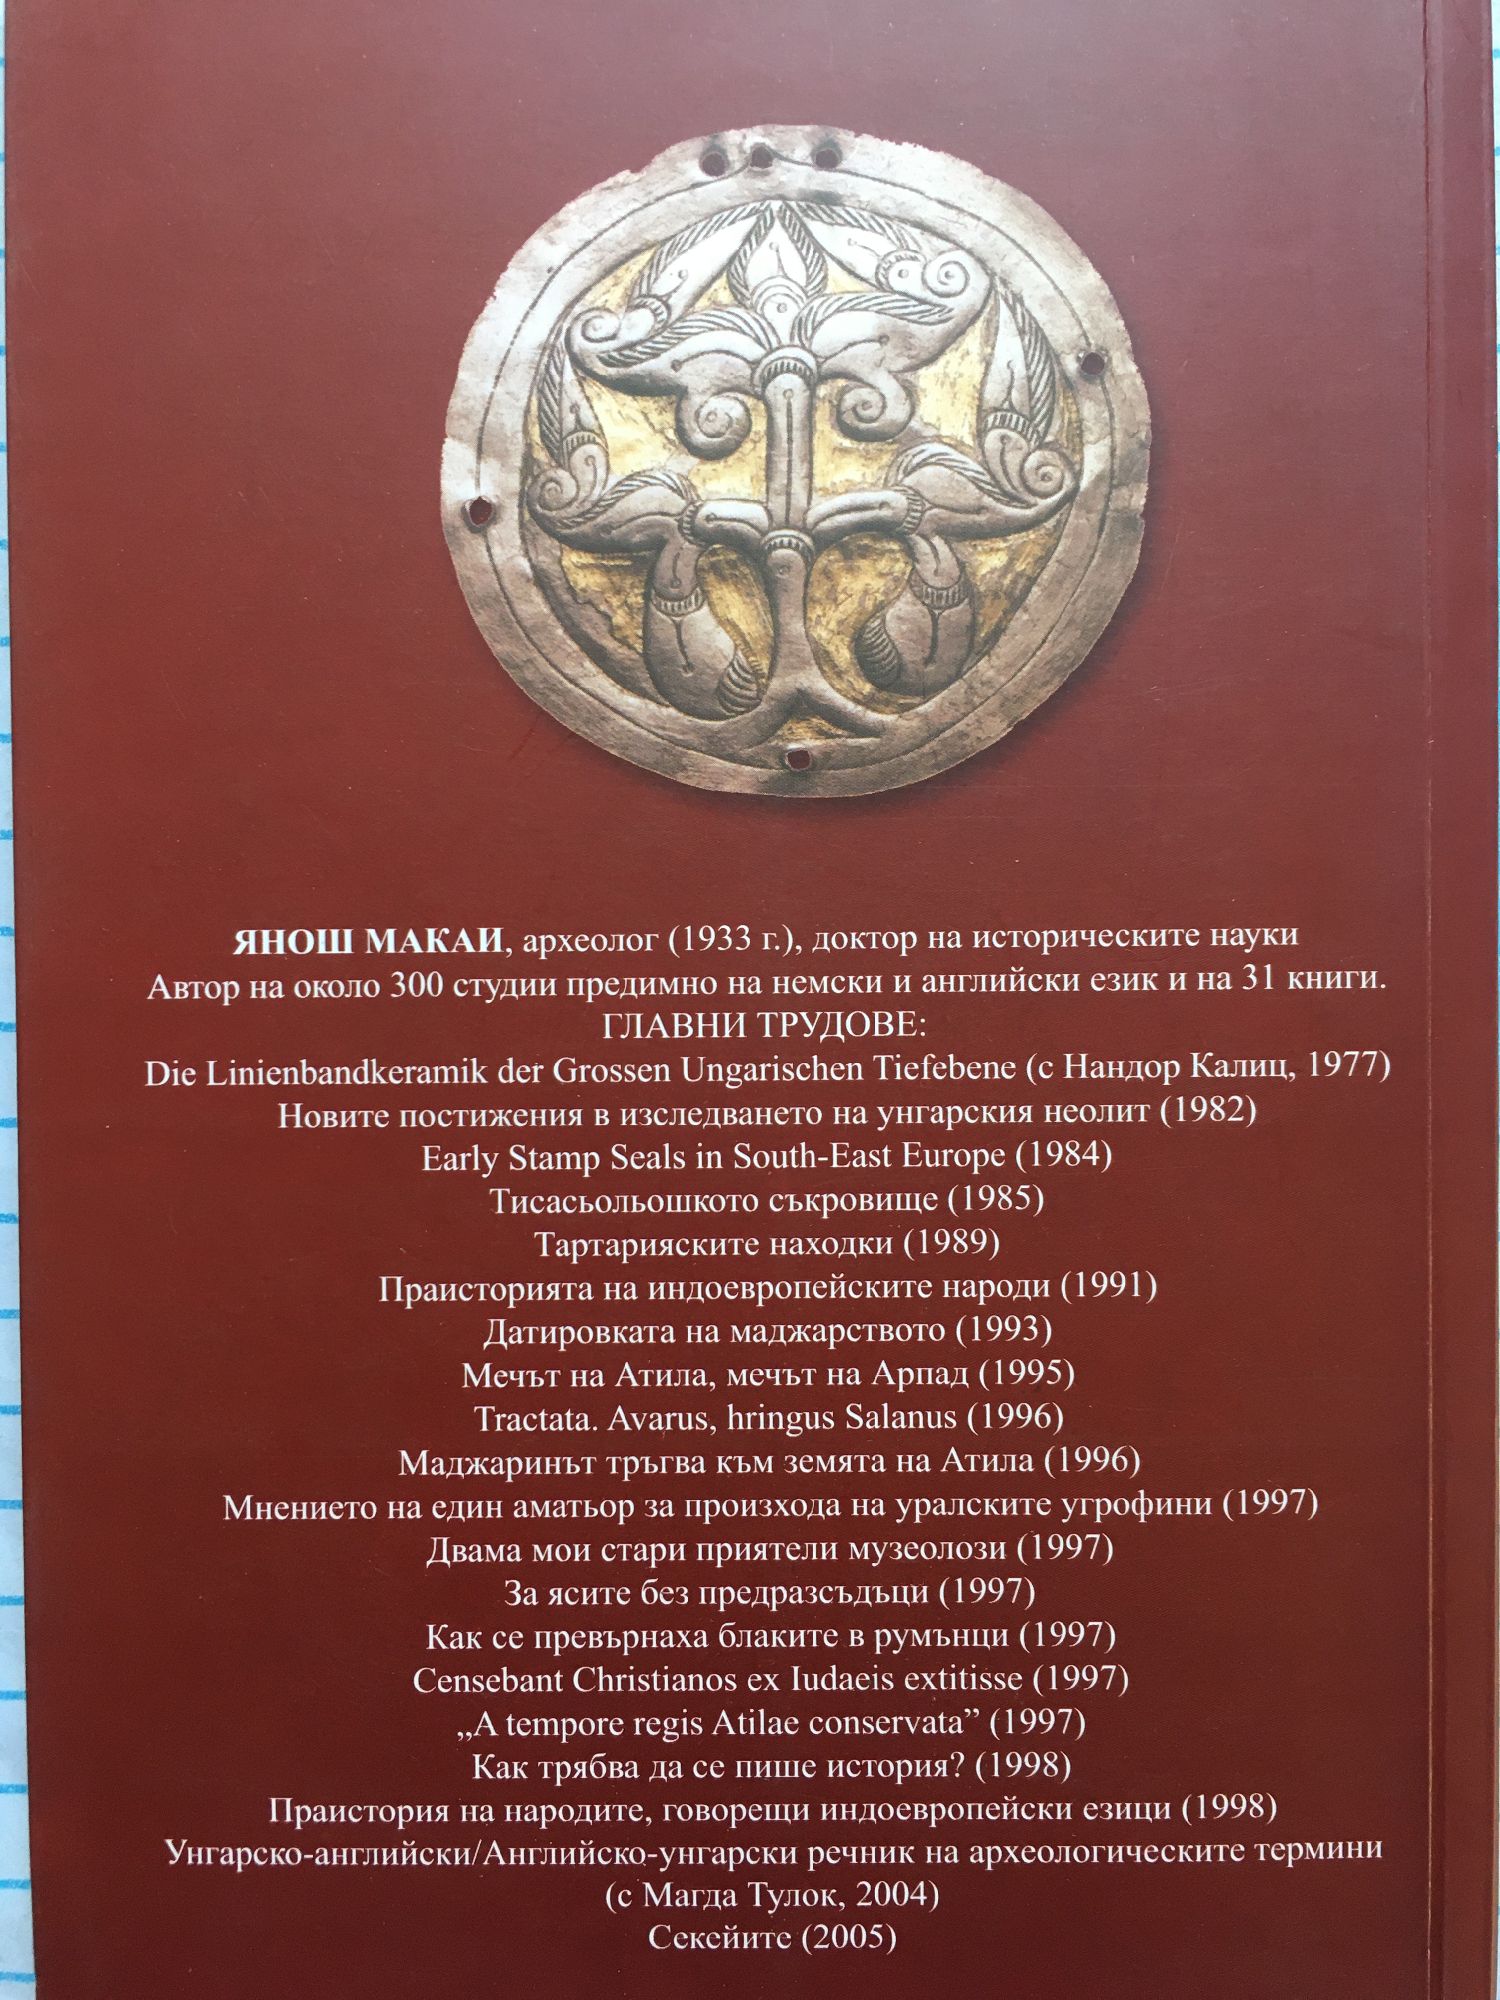 ЯНОШ МАКАИ, археолог (1933 г.), доктор на историческите науки
Автор на около 300 студии предимно на немски и английски език и на 31 книги.
ГЛАВНИ ТРУДОВЕ:
Die Linienbandkeramik der Grossen Ungarischen Tiefebene (с Нандор Калиц, 1977)
Новите постижения в изследването на унгарския неолит (1982)
Early Stamp Seals in South-East Europe (1984)
Тисасьольошкото съкровище (1985)
Тартарияските находки (1989)
Праисторията на индоевропейските народи (1991)
Датировката на маджарството (1993)
Мечът на Атила, мечът на Арпад (1995)
Tractata. Avarus, hringus Salanus (1996)
Маджаринът тръгва към земята на Атила (1996)
Мнението на един аматьор за произхода на уралските угрофини (1997)
Двама мои стари приятели музеолози (1997)
За ясите без предразсъдъци (1997)
Как се превърнаха блаките в румънци (1997)
Censebant Christianos ex Iudaeis extitisse (1997)
„A tempore regis Atilae conservata” (1997)
Как трябва да се пише история? (1998)
Праистория на народите, говорещи индоевропейски езици (1998)
Унгарско-английски/Английско-унгарски речник на археологическите термини
(с Магда Тулок, 2004)
Секейите (2005)